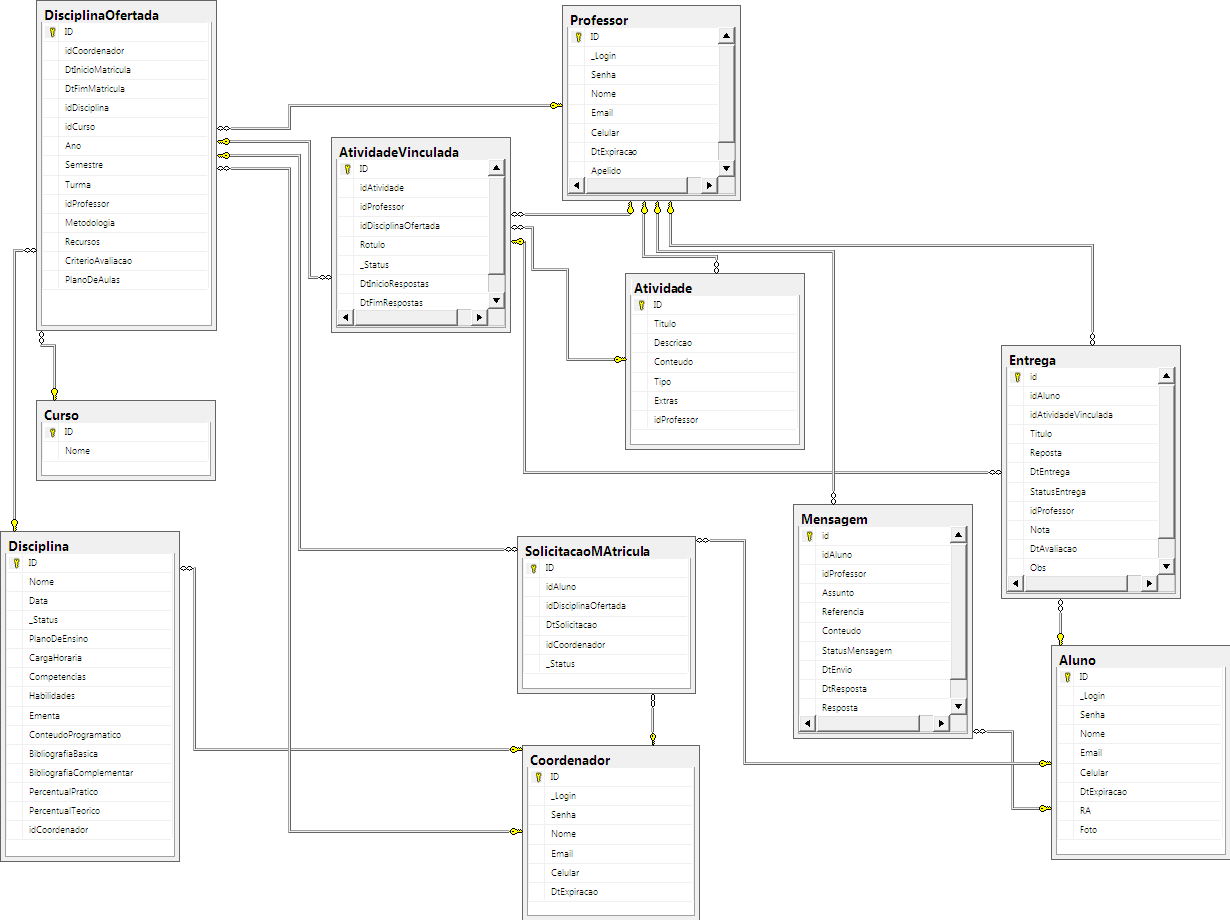 DisciplinaOfertada
ID
idCoordenador
DtInicioMatricula
DtFimMatricula
idDisciplina
idCurso
Ano
Semestre
Turma
idProfessor
Metodologia
Recursos
CriterioAvaliacao
PlanoDeAulas
Professor
ID
_Login
Senha
Nome
Email
Celular
DtExpiracao
Apelido
AtividadeVinculada
ID
idAtividade
idProfessor
idDisciplinaOfertada
Rotulo
_Status
DtInicioRespostas
DtFimRespostas
Atividade
ID
Titulo
Descricao
Conteudo
Tipo
Extras
idProfessor
Entrega
id
idAluno
idAtividadeVinculada
Titulo
Reposta
DtEntrega
StatusEntrega
idProfessor
Nota
DtAvaliacao
Obs
Curso
ID
Nome
Disciplina
ID
Nome
Data
_Status
PlanoDeEnsino
CargaHoraria
Competencias
Habilidades
Ementa
ConteudoProgramatico
BibliografiaBasica
BibliografiaComplementar
PercentualPratico
PercentualTeorico
idCoordenador
SolicitacaoMAtricula
ID
idAluno
idDisciplinaOfertada
DtSolicitacao
idCoordenador
_Status
Mensagem
id
idAluno
idProfessor
Assunto
Referencia
Conteudo
StatusMensagem
DtEnvio
DtResposta
Resposta
Coordenador
ID
_Login
Senha
Nome
Email
Celular
DtExpiracao
Aluno
ID
_Login
Senha
Nome
Email
Celular
DtExpiracao
RA
Foto